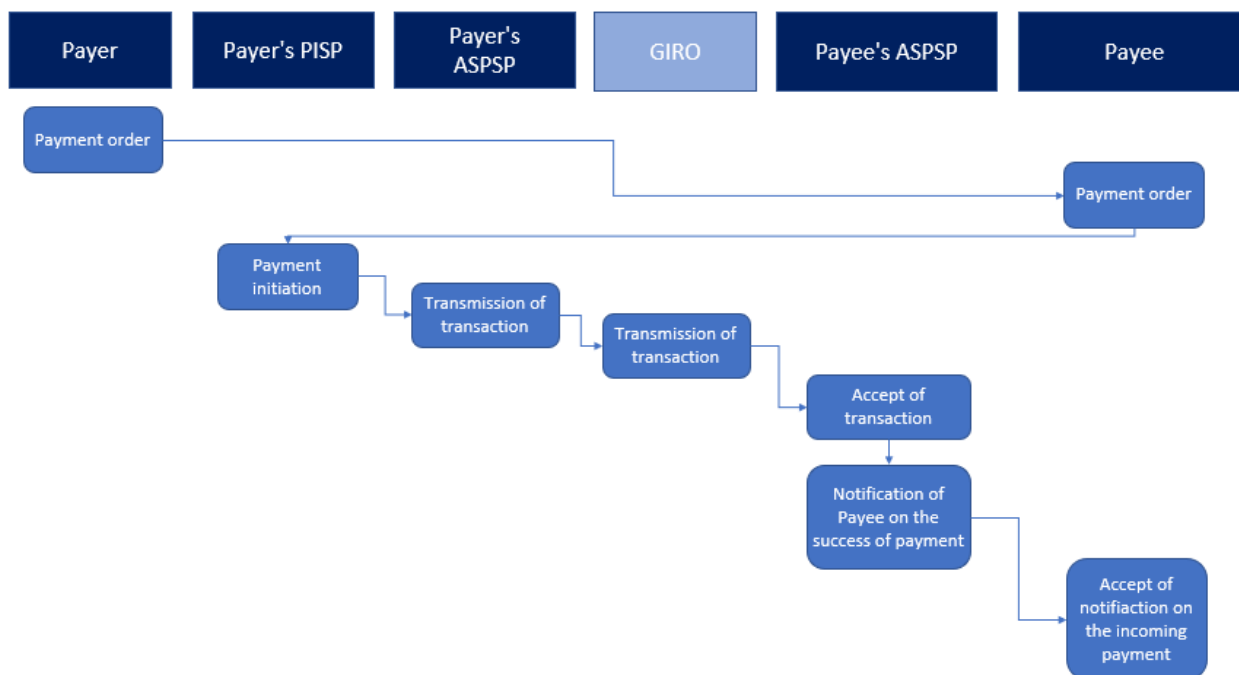 Payer
Payer's PISP
Payer's
ASPSP
GIRO
Payee's ASPSP
Payee
Payment order
Payment order
Payment
initiation
Transmission of
transaction
Transmission of
transaction
Accept of
transaction
Notification of
Payee on the
success of payment
Accept of
notifiaction on
the incoming
payment